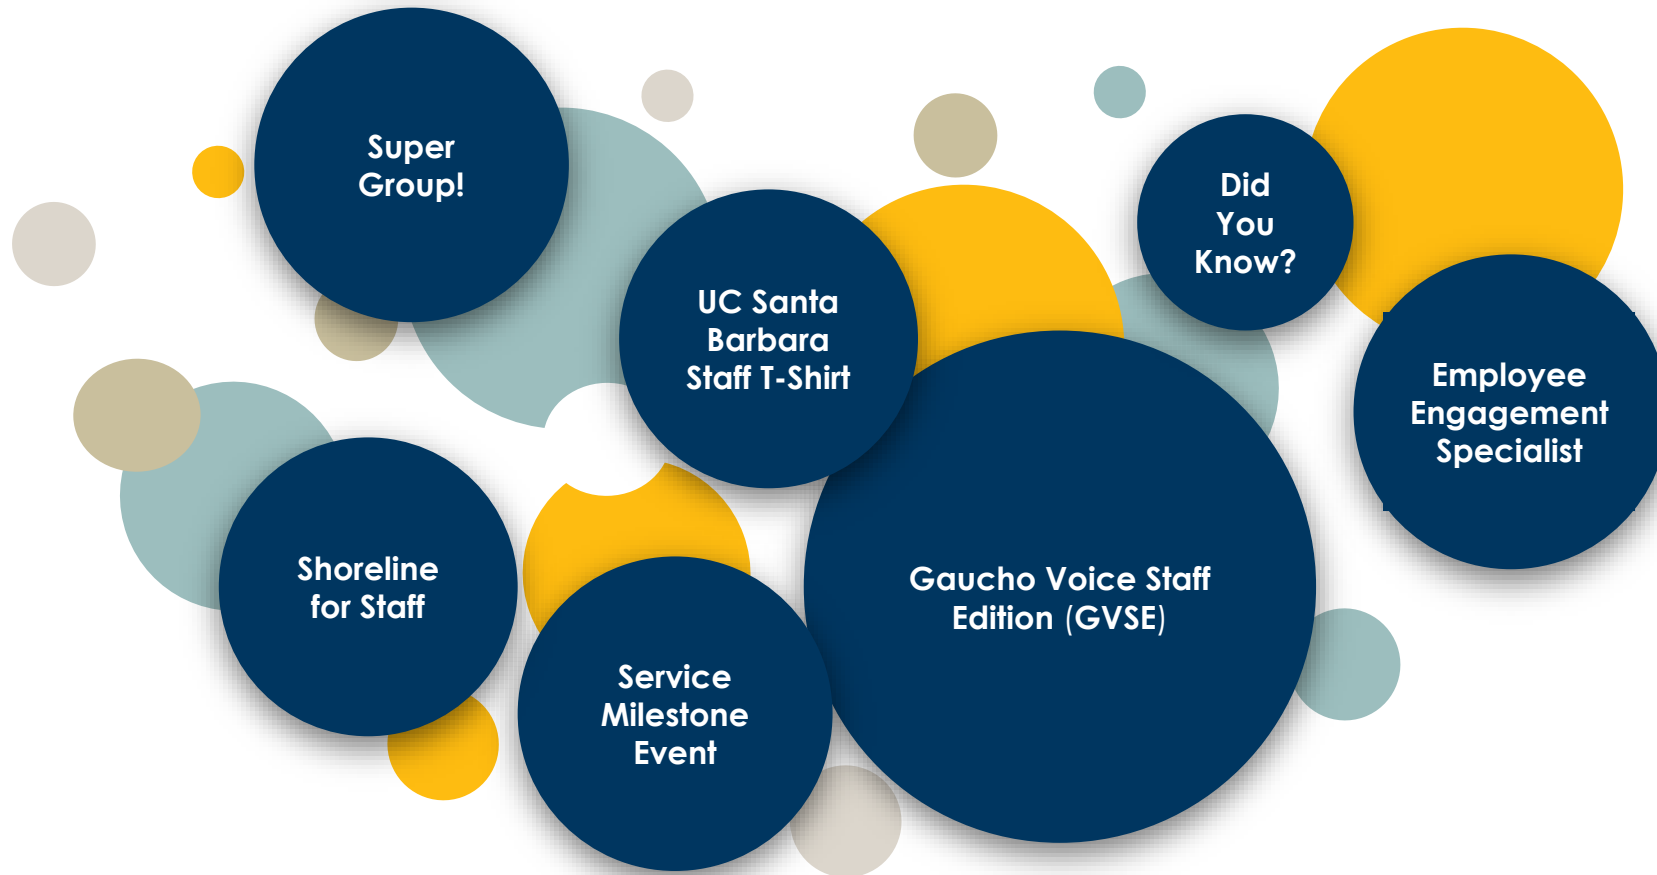 Super
Group!
UC Santa
Barbara
Staff T-Shirt
Did
You
Know?
Employee
Engagement
Specialist
Shoreline
for Staff
Service
Milestone
Event
Gaucho Voice Staff
Edition (GVSE)